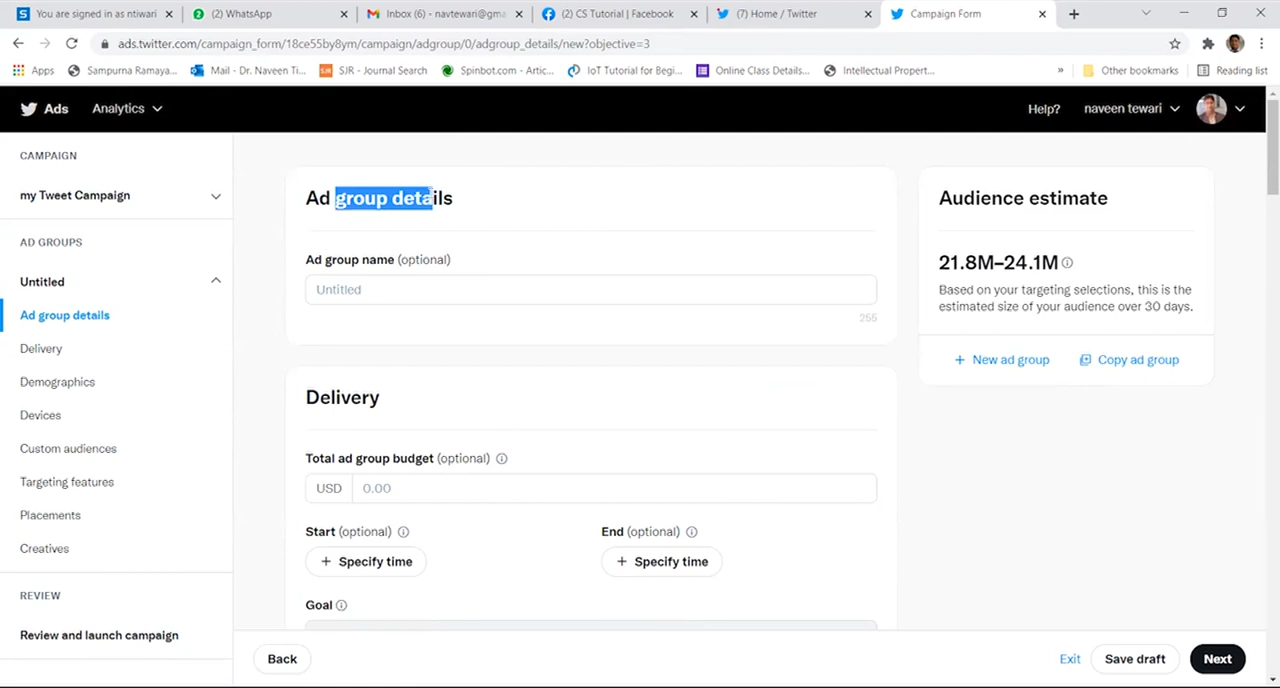 You are signed in as ntiwari
(2) WhatsApp
Inbox (6) - navtewari@gma
(2) CS Tutorial | Facebook
(7) Home / Twitter
Campaign Form
ads.twitter.com/campaign_form/18ce55by8ym/campaign/adgroup/0/adgroup_details/new?objective=3
Apps
Sampurna Ramaya...
Mail - Dr. Naveen Ti...
SJR SJR - Journal Search
Spinbot.com - Artic...
IoT Tutorial for Begi...
Online Class Details...
Intellectual Propert...
»
Other bookmarks
Reading list
Ads
Analytics
Help?
naveen tewari
CAMPAIGN
my Tweet Campaign
AD GROUPS
Untitled
Ad group details
Delivery
Demographics
Devices
Custom audiences
Targeting features
Placements
Creatives
REVIEW
Review and launch campaign
Ad group details
Ad group name (optional)
Untitled
255
Delivery
Total ad group budget (optional)
USD 0.00
Start (optional)
End (optional)
+ Specify time
+ Specify time
Goal
Audience estimate
21.8M–24.1M
Based on your targeting selections, this is the
estimated size of your audience over 30 days.
+ New ad group
Copy ad group
Back
Exit
Save draft
Next